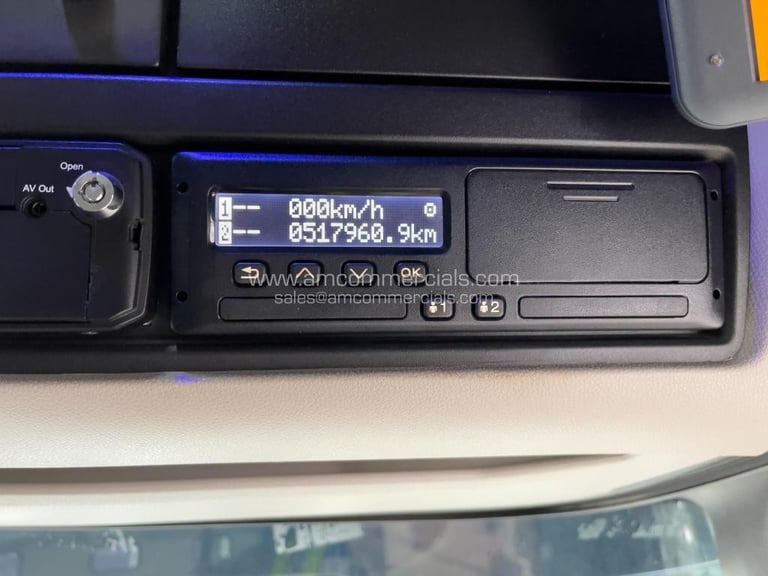 Open
AV Out
1-- 000km/h
2-- 0517960.9km
OK
www.amcommercials.com
sales@amcommercials.com
1 2